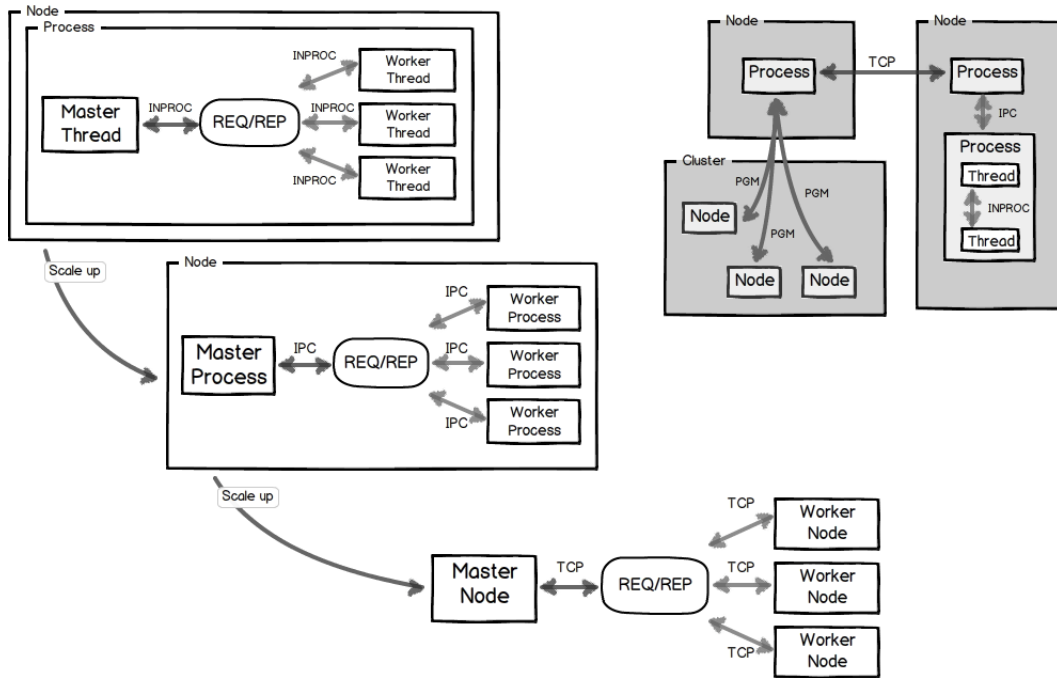 Node
Process
Master
Thread
INPROC
REQ/REP
INPROC
INPROC
INPROC
Worker
Thread
Worker
Thread
Worker
Thread
Scale up
Node
Master
Process
IPC
REQ/REP
IPC
IPC
IPC
Worker
Process
Worker
Process
Worker
Process
Scale up
Master
Node
TCP
REQ/REP
TCP
TCP
TCP
Worker
Node
Worker
Node
Worker
Node
Node
Process
TCP
Node
Process
IPC
Process
Thread
INPROC
Thread
Cluster
PGM
PGM
PGM
Node
Node
Node